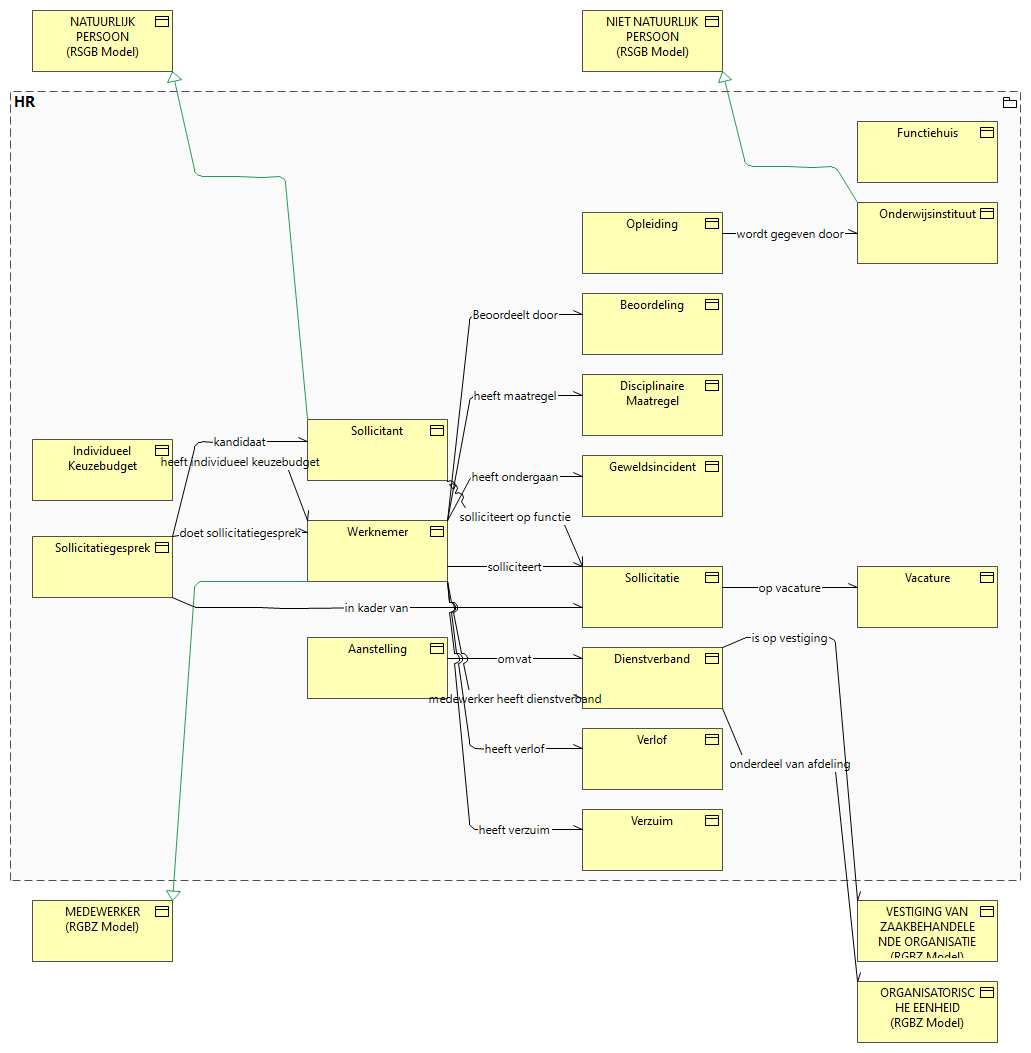 NATUURLIJK
PERSOON
(RSGB Model)
NIET NATUURLIJK
PERSOON
(RSGB Model)
HR
Functiehuis
Onderwijsinstituut
Opleiding
wordt gegeven door
Beoordeling
Beoordeelt door
Disciplinaire
Maatregel
heeft maatregel
Sollicitant
kandidaat
Individueel
Keuzebudget
heeft individueel keuzebudget
Geweldsincident
heeft ondergaan
solliciteert op functie
Werknemer
doet sollicitatiegesprek
Sollicitatiegesprek
solliciteert
Sollicitatie
op vacature
Vacature
in kader van
Aanstelling
omvat
Dienstverband
is op vestiging
medewerker heeft dienstverband
Verlof
heeft verlof
onderdeel van afdeling
Verzuim
heeft verzuim
MEDEWERKER
(RGBZ Model)
VESTIGING VAN
ZAAKBEHANDELE
NDE ORGANISATIE
(RGBZ Model)
ORGANISATORISC
HE EENHEID
(RGBZ Model)